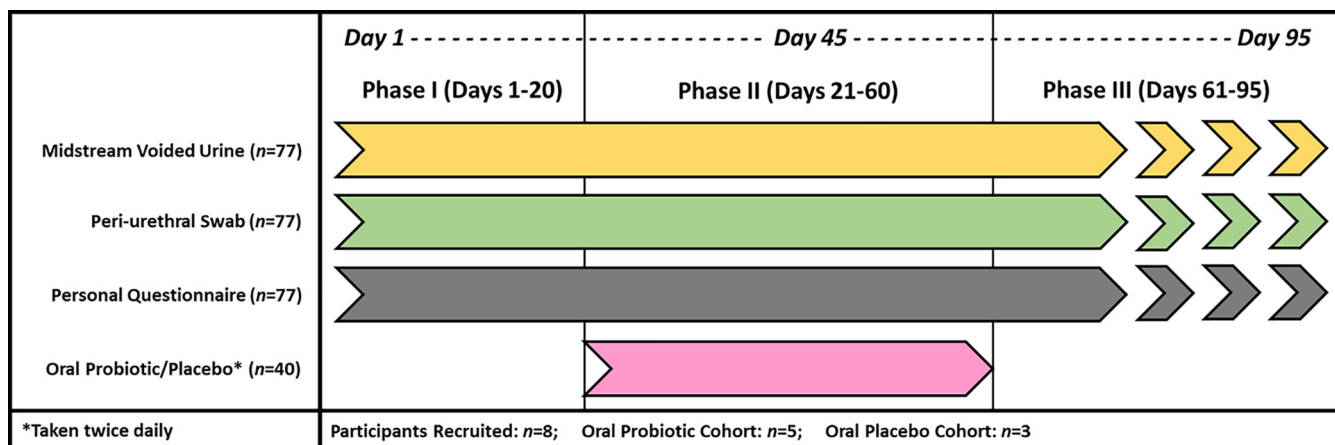 Day 1 - - - - - - - - - - - - - - - - - - - - - - - - - - Day 45 - - - - - - - - - - - - - - - - - - - - - - - - - - Day 95
Phase I (Days 1-20) Phase II (Days 21-60) Phase III (Days 61-95)
Midstream Voided Urine (n=77)
Peri-urethral Swab (n=77)
Personal Questionnaire (n=77)
Oral Probiotic/Placebo* (n=40)
*Taken twice daily Participants Recruited: n=8; Oral Probiotic Cohort: n=5; Oral Placebo Cohort: n=3